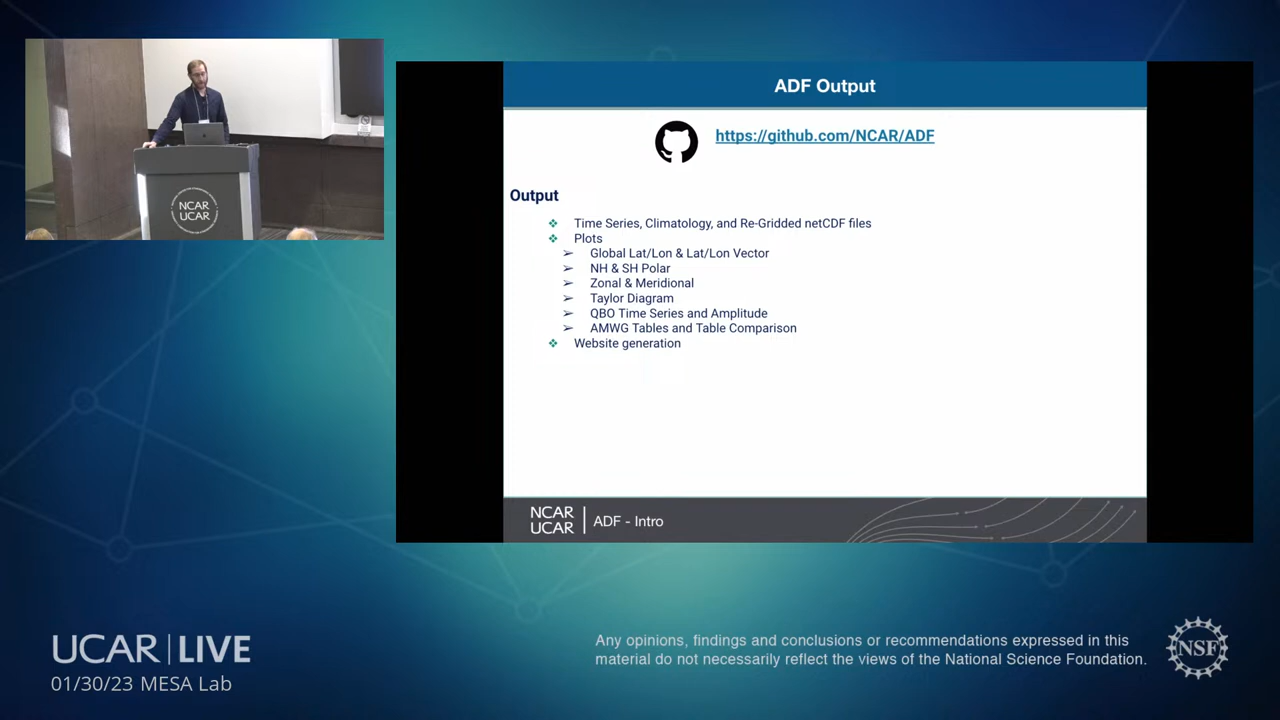 NCAR
UCAR
ADF Output
https://github.com/NCAR/ADF
Output
❖ Time Series, Climatology, and Re-Gridded netCDF files
❖ Plots
➢ Global Lat/Lon & Lat/Lon Vector
➢ NH & SH Polar
➢ Zonal & Meridional
➢ Taylor Diagram
➢ QBO Time Series and Amplitude
➢ AMWG Tables and Table Comparison
❖ Website generation
NCAR
UCAR
ADF - Intro
UCAR | LIVE
01/30/23 MESA Lab
Any opinions, findings and conclusions or recommendations expressed in this
material do not necessarily reflect the views of the National Science Foundation.
NSF